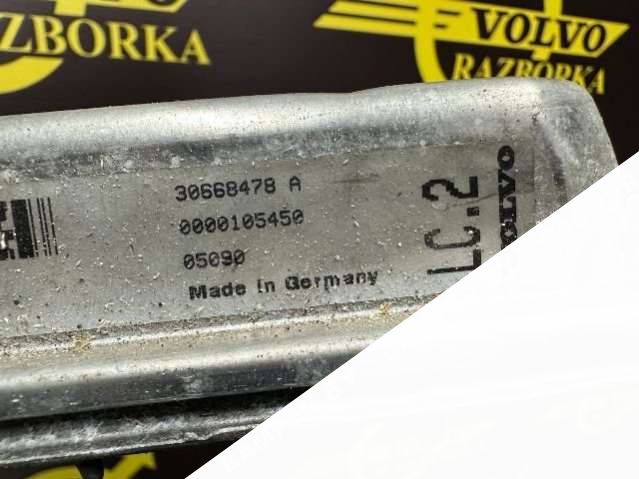 RAZBORKA
VOLVO
RAZBORKA
30668478 A
0000105450
05090
Made in Germany
LC.2
VOLVO